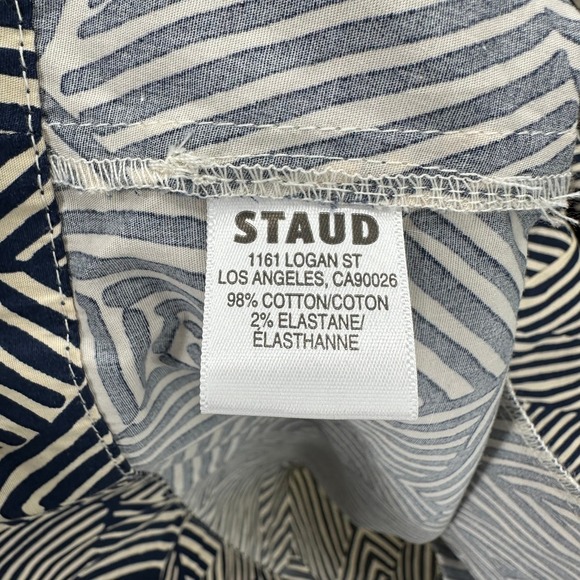 STAUD
1161 LOGAN ST
LOS ANGELES, CA90026
98% COTTON/COTON
2% ELASTANE/
ÉLASTHANNE